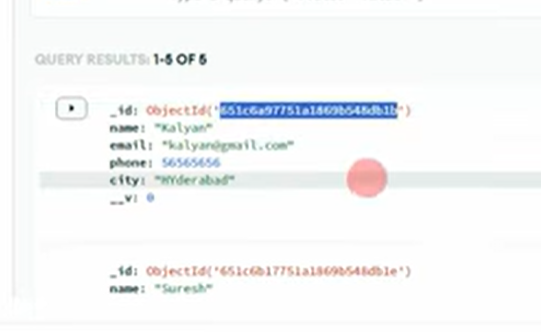 QUERY RESULTS: 1-5 OF 5
_id: ObjectId('651c6a97751a1869b548db1b')
name: "Kalyan"
email: "kalyan@gmail.com"
phone: 56565656
city: "HYderabad"
__v: 0
_id: ObjectId('651c6b17751a1869b548db1e')
name: "Suresh"